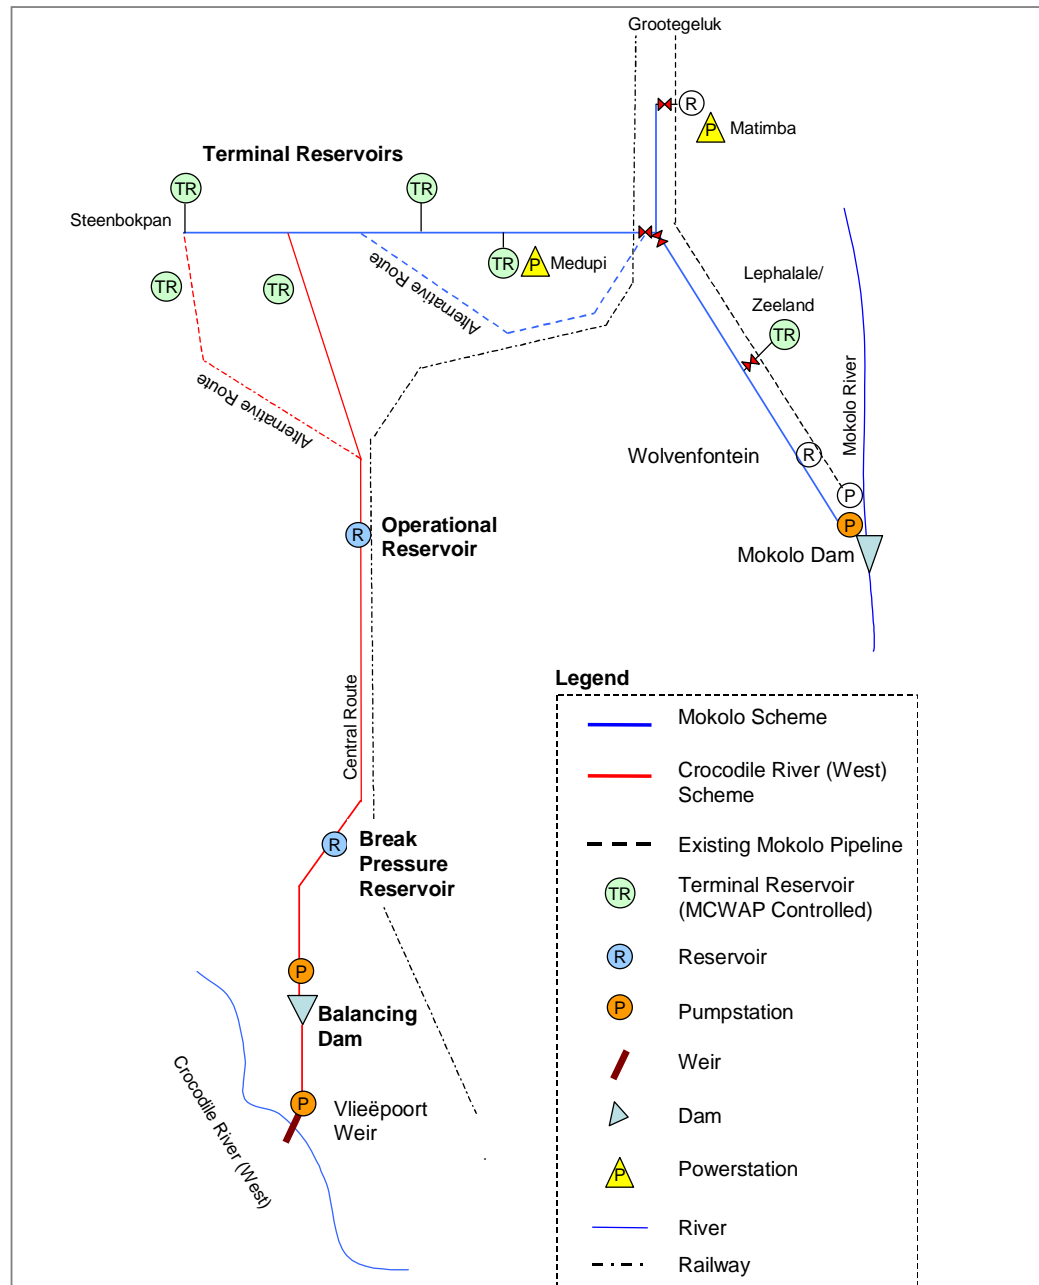 Grootegeluk
R
P
Matimba
Terminal Reservoirs
TR
TR
Steenbokpan
TR
P
Medupi
Alternative Route
Lephalale/
Zeeland
TR
TR
TR
Alternative Route
Mokolo River
Wolvenfontein
R
P
P
Mokolo Dam
R
Operational
Reservoir
Central Route
R
Break
Pressure
Reservoir
P
Balancing
Dam
P
Vlieëpoort
Weir
Crocodile River (West)
Legend
Mokolo Scheme
Crocodile River (West)
Scheme
Existing Mokolo Pipeline
TR
Terminal Reservoir
(MCWAP Controlled)
R
Reservoir
P
Pumpstation
Weir
Dam
P
Powerstation
River
Railway